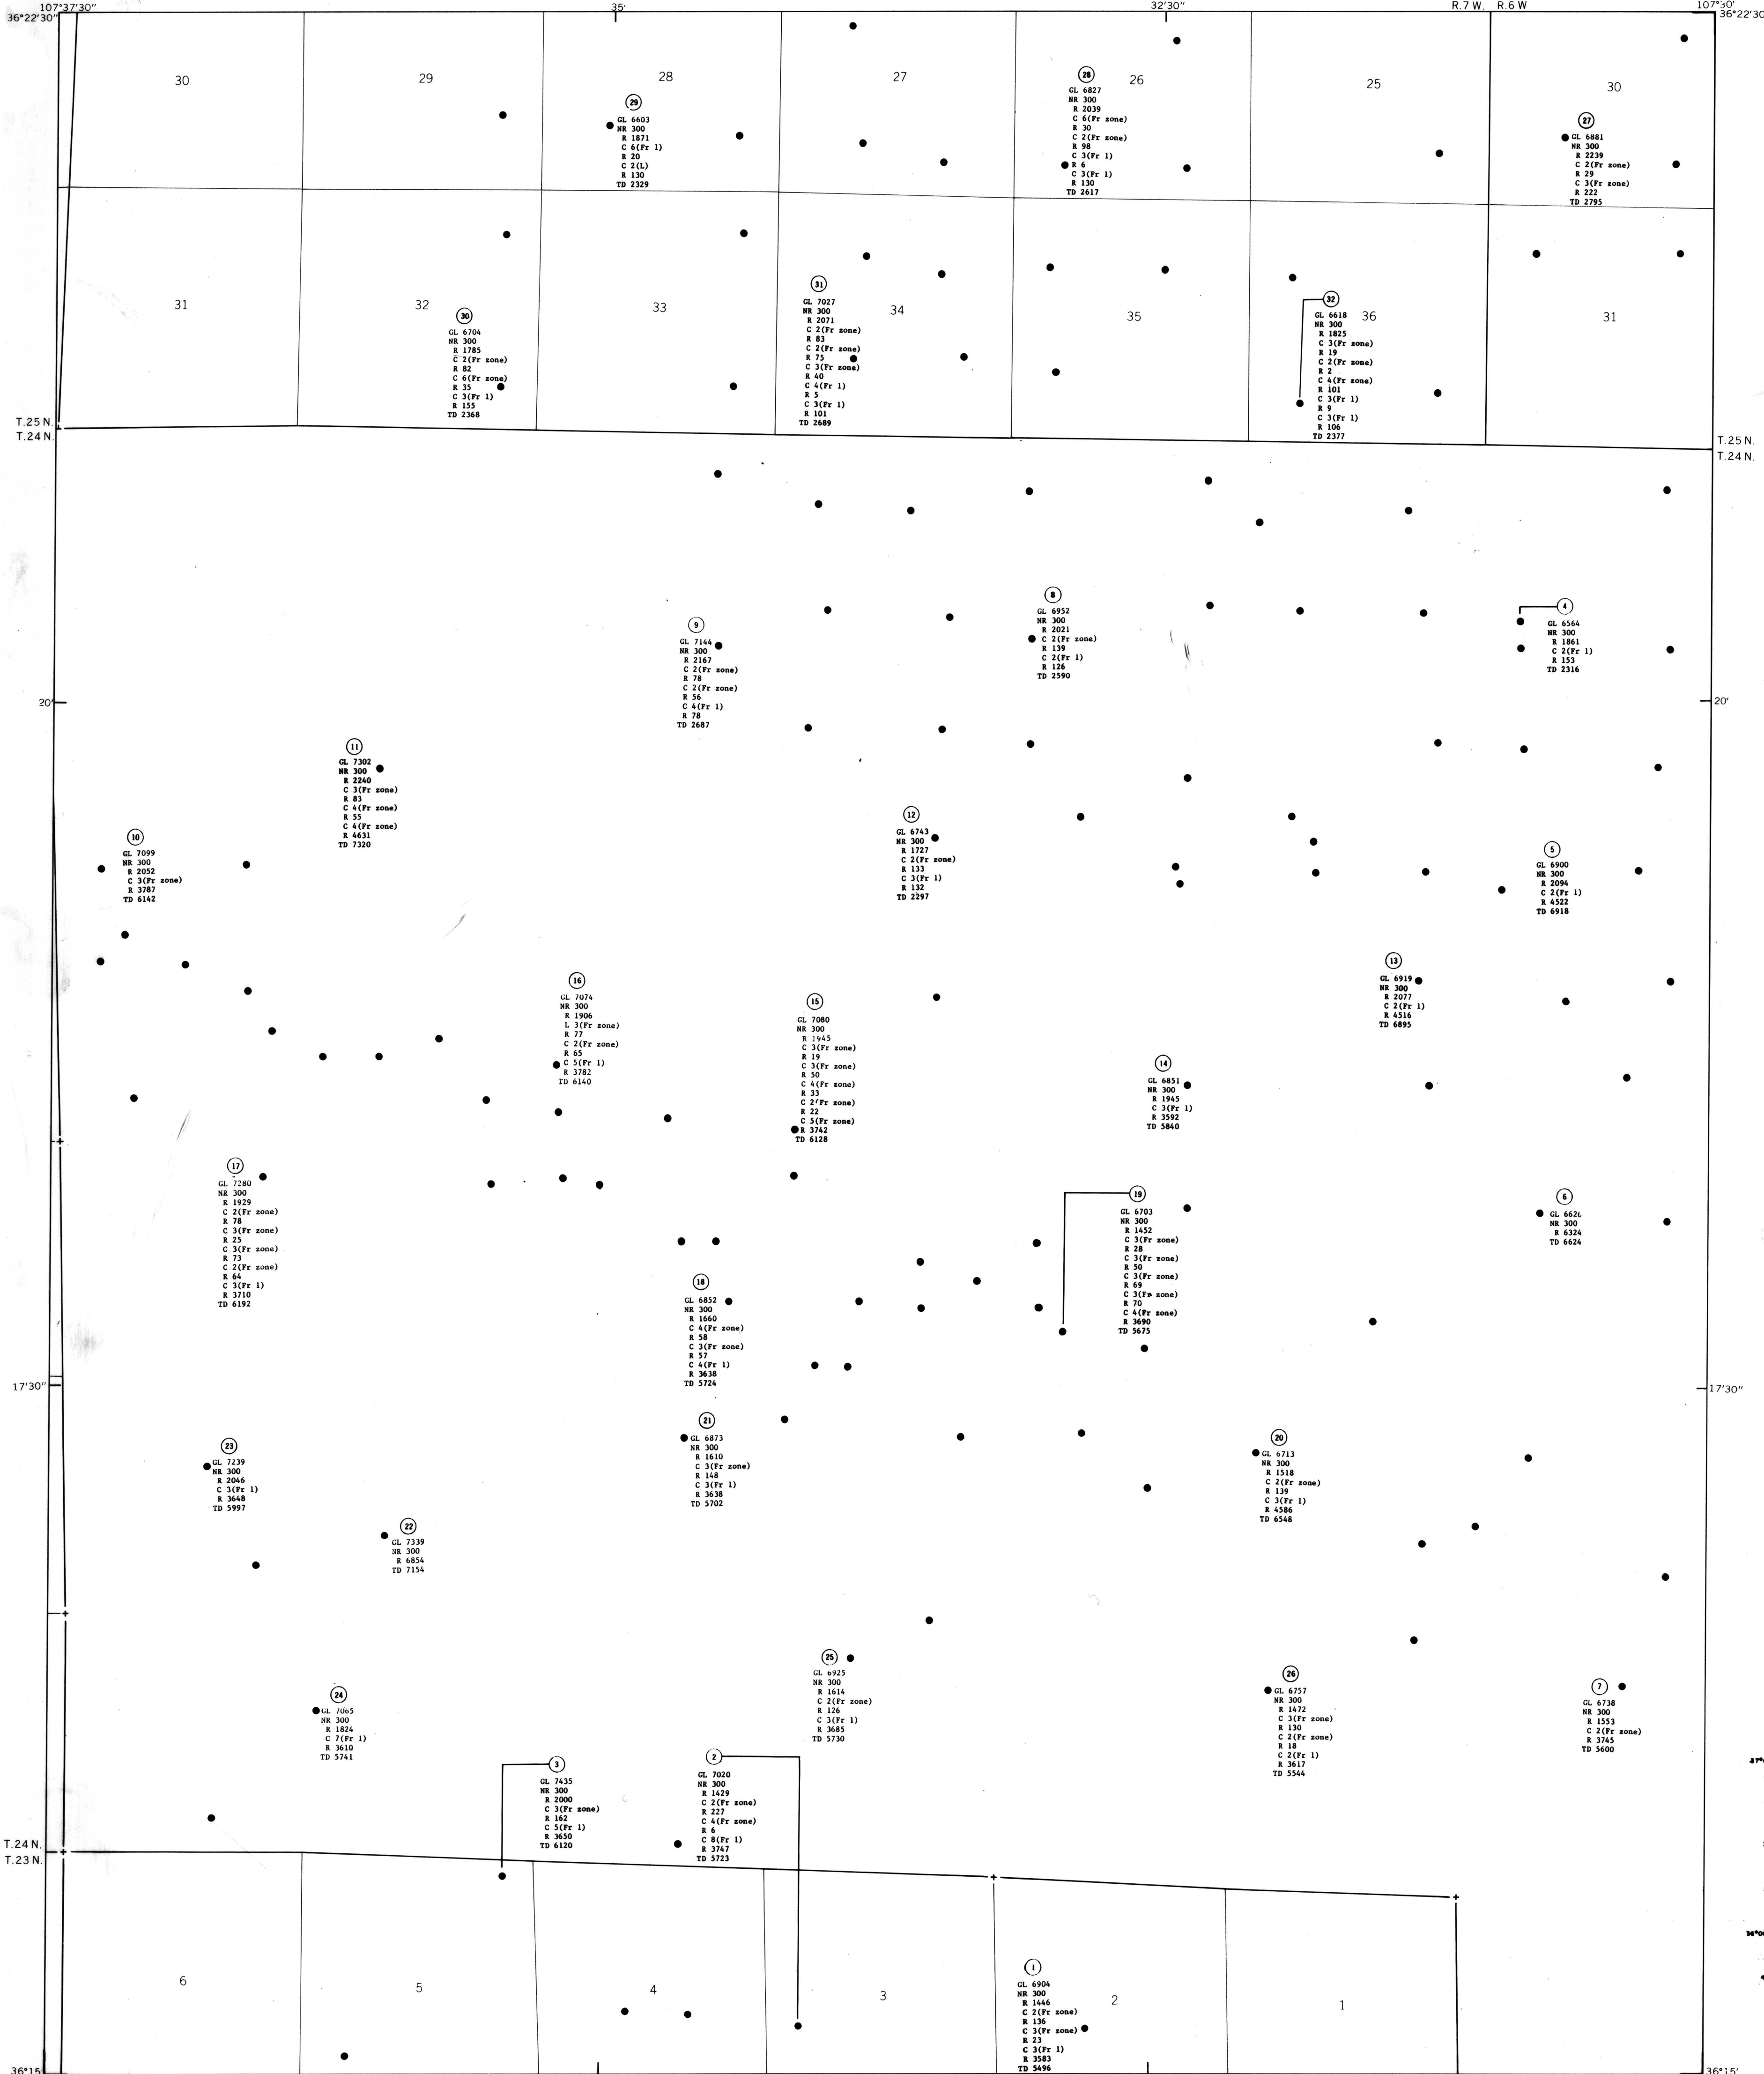 107°37'30" 35' 32'30" R.7 W. R.6 W 107°30'
36°22'30" 36°22'30
30 29 28 27 26 25 30
28
GL 6827
NR 300
R 2039
C 6(Fr zone)
R 30
C 2(Fr zone)
R 98
C 3(Fr 1)
R 6
C 3(Fr 1)
R 130
TD 2617
29
GL 6603
NR 300
R 1871
C 6(Fr 1)
R 20
C 2(L)
R 130
TD 2329
27
GL 6881
NR 300
R 2239
C 2(Fr zone)
R 29
C 3(Fr zone)
R 222
TD 2795
31 32 33 34 35 36 31
31
GL 7027
NR 300
R 2071
C 2(Fr zone)
R 83
C 2(Fr zone)
R 75
C 3(Fr zone)
R 40
C 4(Fr 1)
R 5
C 3(Fr 1)
R 101
TD 2689
32
GL 6618
NR 300
R 1825
C 3(Fr zone)
R 19
C 2(Fr zone)
R 2
C 4(Fr zone)
R 101
C 3(Fr 1)
R 9
C 3(Fr 1)
R 106
TD 2377
30
GL 6704
NR 300
R 1785
C 2(Fr zone)
R 82
C 6(Fr zone)
R 35
C 3(Fr 1)
R 155
TD 2368
T.25 N. T.25 N.
T.24 N. T.24 N.
8
GL 6952
NR 300
R 2021
C 2(Fr zone)
R 139
C 2(Fr 1)
R 126
TD 2590
4
GL 6564
NR 300
R 1861
C 2(Fr 1)
R 153
TD 2316
9
GL 7144
NR 300
R 2167
C 2(Fr zone)
R 78
C 2(Fr zone)
R 56
C 4(Fr 1)
R 78
TD 2687
20' 20'
11
GL 7302
NR 300
R 2240
C 3(Fr zone)
R 83
C 4(Fr zone)
R 55
C 4(Fr zone)
R 4631
TD 7320
12
GL 6743
NR 300
R 1727
C 2(Fr zone)
R 133
C 3(Fr 1)
R 132
TD 2297
10
GL 7099
NR 300
R 2052
C 3(Fr zone)
R 3787
TD 6142
5
GL 6900
NR 300
R 2094
C 2(Fr 1)
R 4522
TD 6918
13
GL 6919
NR 300
R 2077
C 2(Fr 1)
R 4516
TD 6895
16
GL 7074
NR 300
R 1906
L 3(Fr zone)
R 77
C 2(Fr zone)
R 65
C 5(Fr 1)
R 3782
TD 6140
15
GL 7080
NR 300
R 1945
C 3(Fr zone)
R 19
C 3(Fr zone)
R 50
C 4(Fr zone)
R 33
C 2(Fr zone)
R 22
C 5(Fr zone)
R 3742
TD 6128
14
GL 6851
NR 300
R 1945
C 3(Fr 1)
R 3592
TD 5840
17
GL 7280
NR 300
R 1929
C 2(Fr zone)
R 78
C 3(Fr zone)
R 25
C 3(Fr zone)
R 73
C 2(Fr zone)
R 64
C 3(Fr 1)
R 3710
TD 6192
19
GL 6703
NR 300
R 1452
C 3(Fr zone)
R 28
C 3(Fr zone)
R 50
C 3(Fr zone)
R 69
C 3(Fr zone)
R 70
C 4(Fr zone)
R 3690
TD 5675
6
GL 6626
NR 300
R 6324
TD 6624
18
GL 6852
NR 300
R 1660
C 4(Fr zone)
R 58
C 3(Fr zone)
R 57
C 4(Fr 1)
R 3638
TD 5724
17'30" 17'30"
21
GL 6873
NR 300
R 1610
C 3(Fr zone)
R 148
C 3(Fr 1)
R 3638
TD 5702
20
GL 6713
NR 300
R 1518
C 2(Fr zone)
R 139
C 3(Fr 1)
R 4586
TD 6548
23
GL 7239
NR 300
R 2046
C 3(Fr 1)
R 3648
TD 5997
22
GL 7339
NR 300
R 6854
TD 7154
25
GL 6925
NR 300
R 1614
C 2(Fr zone)
R 126
C 3(Fr 1)
R 3685
TD 5730
26
GL 6757
NR 300
R 1472
C 3(Fr zone)
R 130
C 2(Fr zone)
R 18
C 2(Fr 1)
R 3617
TD 5544
7
GL 6738
NR 300
R 1553
C 2(Fr zone)
R 3745
TD 5600
24
GL 7065
NR 300
R 1824
C 7(Fr 1)
R 3610
TD 5741
3
GL 7435
NR 300
R 2000
C 3(Fr zone)
R 162
C 5(Fr 1)
R 3650
TD 6120
2
GL 7020
NR 300
R 1429
C 2(Fr zone)
R 227
C 4(Fr zone)
R 6
C 8(Fr 1)
R 3747
TD 5723
T.24 N.
T.23 N.
6 5 4 3 2 1
1
GL 6904
NR 300
R 1446
C 2(Fr zone)
R 136
C 3(Fr zone)
R 23
C 3(Fr 1)
R 3583
TD 5496
36°15' 36°15'